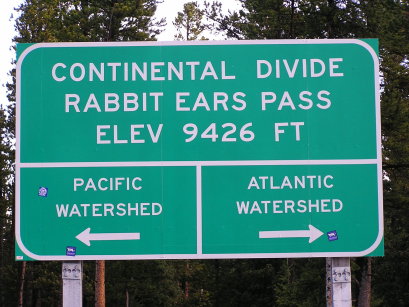 CONTINENTAL DIVIDE
RABBIT EARS PASS
ELEV 9426 FT
PACIFIC
WATERSHED
ATLANTIC
WATERSHED